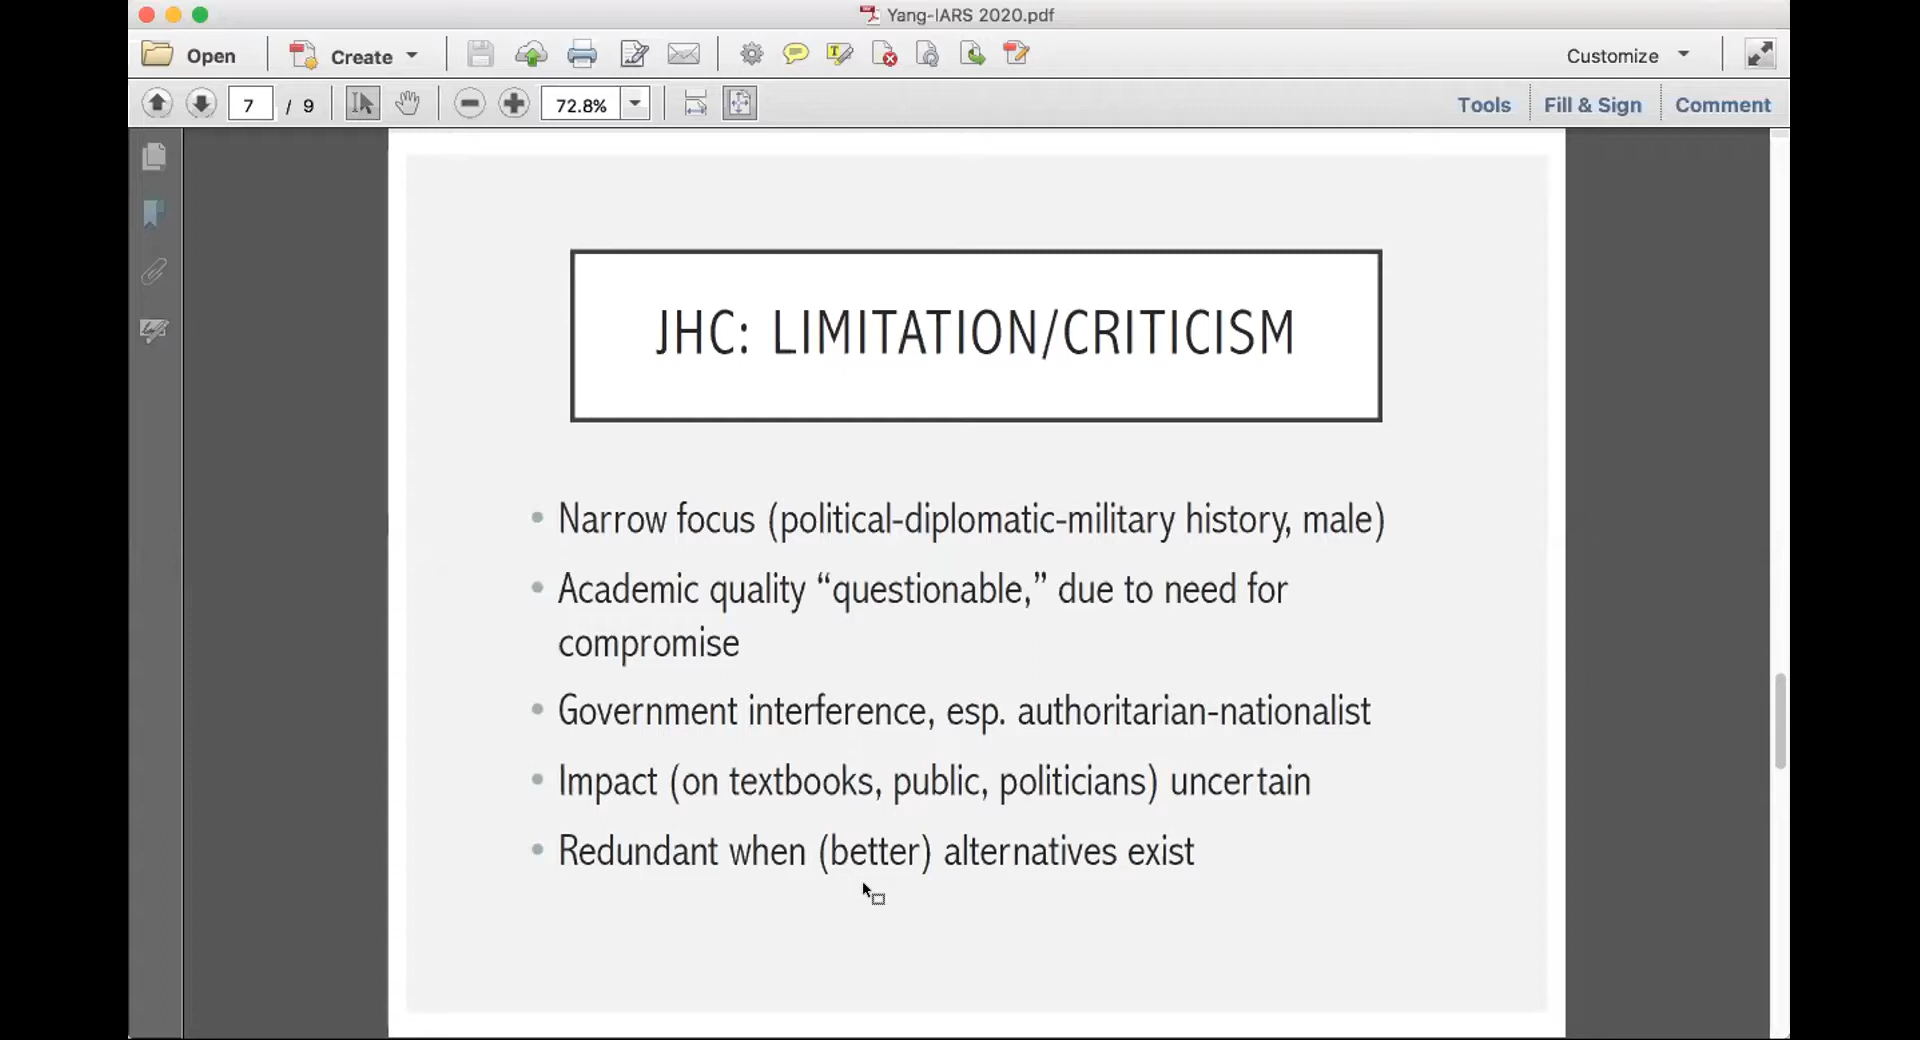 Yang-IARS 2020.pdf
Open
Create
Customize
7 / 9
72.8%
Tools
Fill & Sign
Comment
JHC: LIMITATION/CRITICISM
• Narrow focus (political-diplomatic-military history, male)
• Academic quality “questionable,” due to need for
compromise
• Government interference, esp. authoritarian-nationalist
• Impact (on textbooks, public, politicians) uncertain
• Redundant when (better) alternatives exist